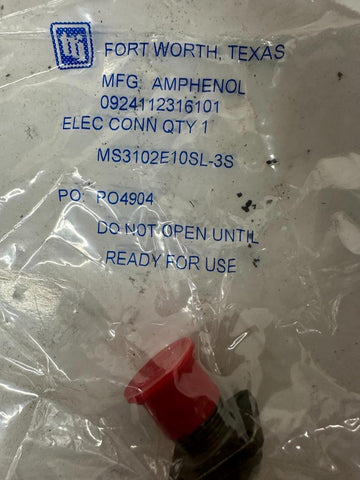 FORT WORTH, TEXAS
MFG: AMPHENOL
0924112316101
ELEC CONN QTY 1
MS3102E10SL-3S
PO: PO4904
DO NOT OPEN UNTIL
READY FOR USE